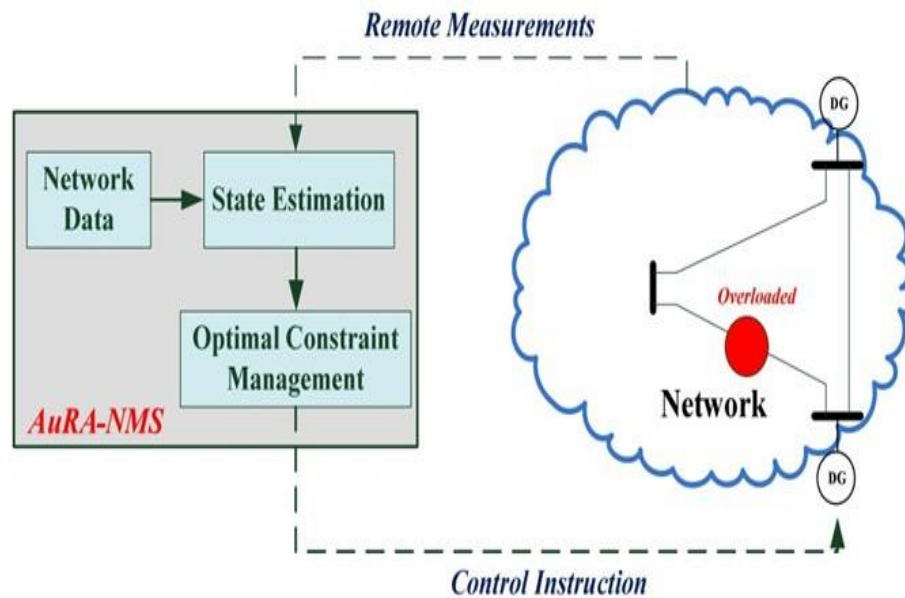 Remote Measurements
DG
Network
Data
State Estimation
Overloaded
Optimal Constraint
Management
Network
AuRA-NMS
DG
Control Instruction